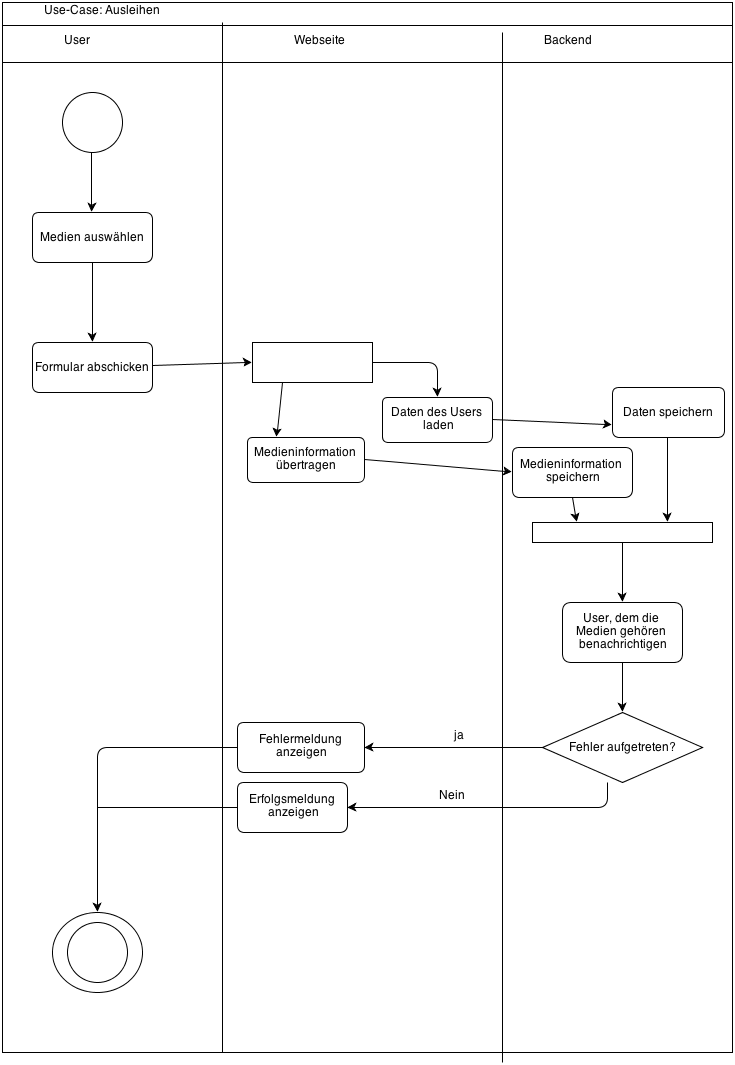 Use-Case: Ausleihen
User
Webseite
Backend
Medien auswählen
Formular abschicken
Daten des Users
laden
Daten speichern
Medieninformation
übertragen
Medieninformation
speichern
User, dem die
Medien gehören
benachrichtigen
Fehler aufgetreten?
ja
Fehlermeldung
anzeigen
Nein
Erfolgsmeldung
anzeigen